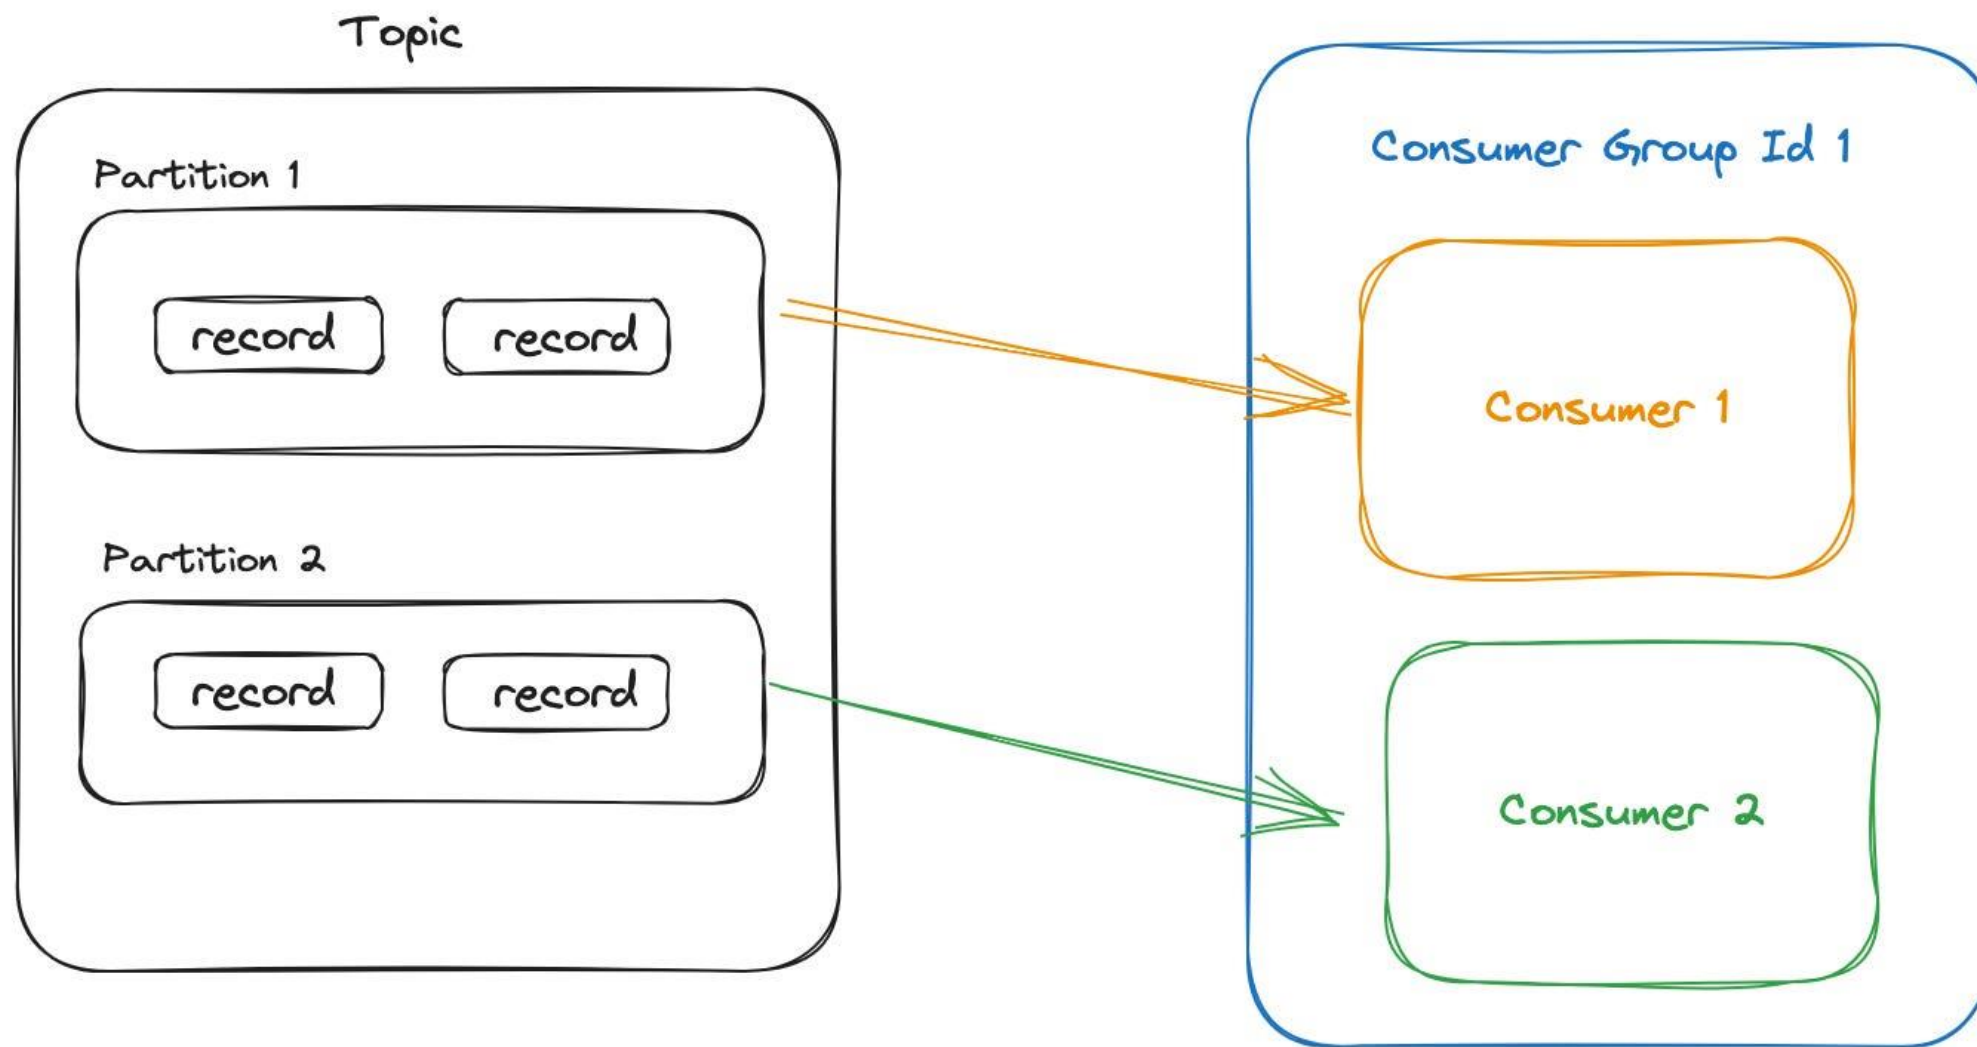 Topic
Partition 1
record
record
Partition 2
record
record
Consumer Group Id 1
Consumer 1
Consumer 2